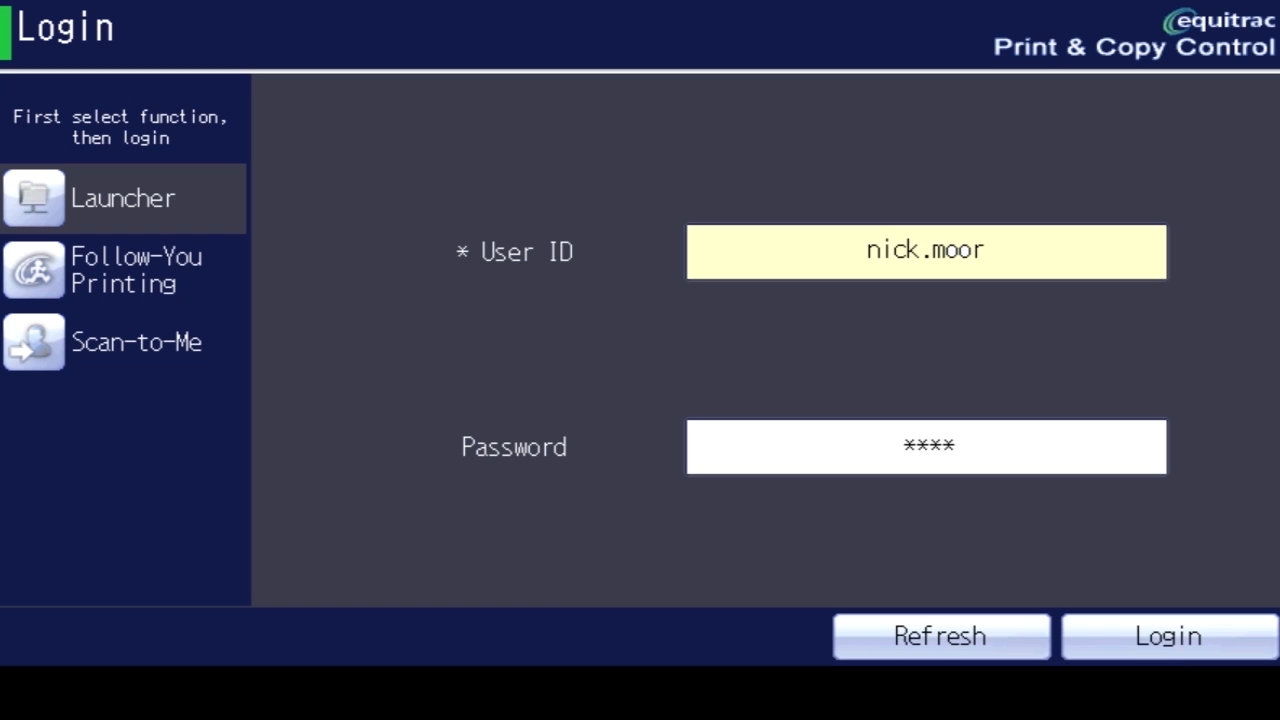 Login
equitrac
Print & Copy Control
First select function,
then login
Launcher
Follow-You
Printing
Scan-to-Me
* User ID
nick.moor
Password
****
Refresh
Login